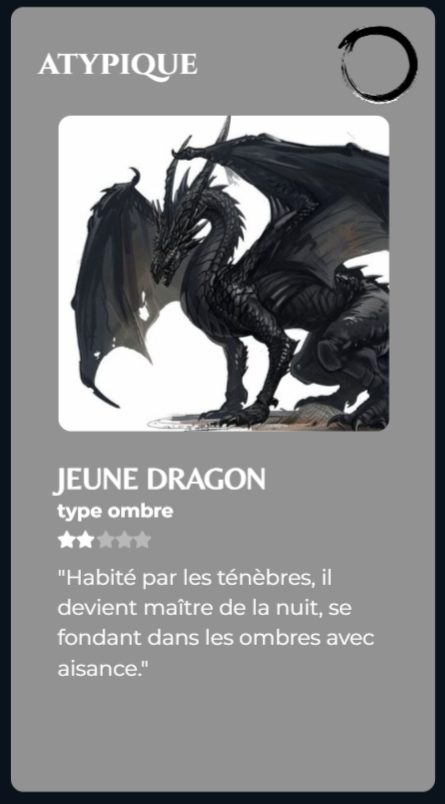 ATYPIQUE
JEUNE DRAGON
type ombre
"Habité par les ténèbres, il
devient maître de la nuit, se
fondant dans les ombres avec
aisance."